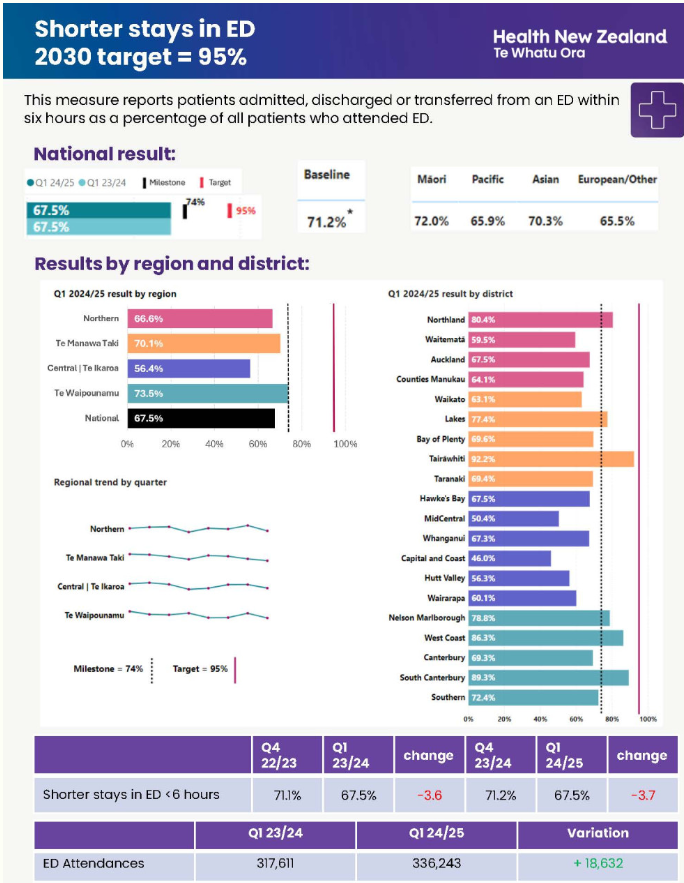 Shorter stays in ED
2030 target = 95%
Health New Zealand
Te Whatu Ora
This measure reports patients admitted, discharged or transferred from an ED within
six hours as a percentage of all patients who attended ED.
National result:
Q1 24/25 Q1 23/24 Milestone Target
67.5%
67.5%
74%
95%
Baseline
71.2%*
Māori Pacific Asian European/Other
72.0% 65.9% 70.3% 65.5%
Results by region and district:
Q1 2024/25 result by region
Northern 66.6%
Te Manawa Taki 70.1%
Central | Te Ikaroa 56.4%
Te Waipounamu 73.5%
National 67.5%
0% 20% 40% 60% 80% 100%
Regional trend by quarter
Northern
Te Manawa Taki
Central | Te Ikaroa
Te Waipounamu
Milestone = 74% Target = 95%
Q1 2024/25 result by district
Northland 80.4%
Waitematā 59.5%
Auckland 67.5%
Counties Manukau 64.1%
Waikato 63.1%
Lakes 77.4%
Bay of Plenty 69.6%
Tairāwhiti 92.2%
Taranaki 69.4%
Hawke's Bay 67.5%
MidCentral 50.4%
Whanganui 67.3%
Capital and Coast 46.0%
Hutt Valley 56.3%
Wairarapa 60.1%
Nelson Marlborough 78.8%
West Coast 86.3%
Canterbury 69.3%
South Canterbury 89.3%
Southern 72.4%
0% 20% 40% 60% 80% 100%
Q4 22/23 Q1 23/24 change Q4 23/24 Q1 24/25 change
Shorter stays in ED <6 hours 71.1% 67.5% -3.6 71.2% 67.5% -3.7
Q1 23/24 Q1 24/25 Variation
ED Attendances 317,611 336,243 + 18,632